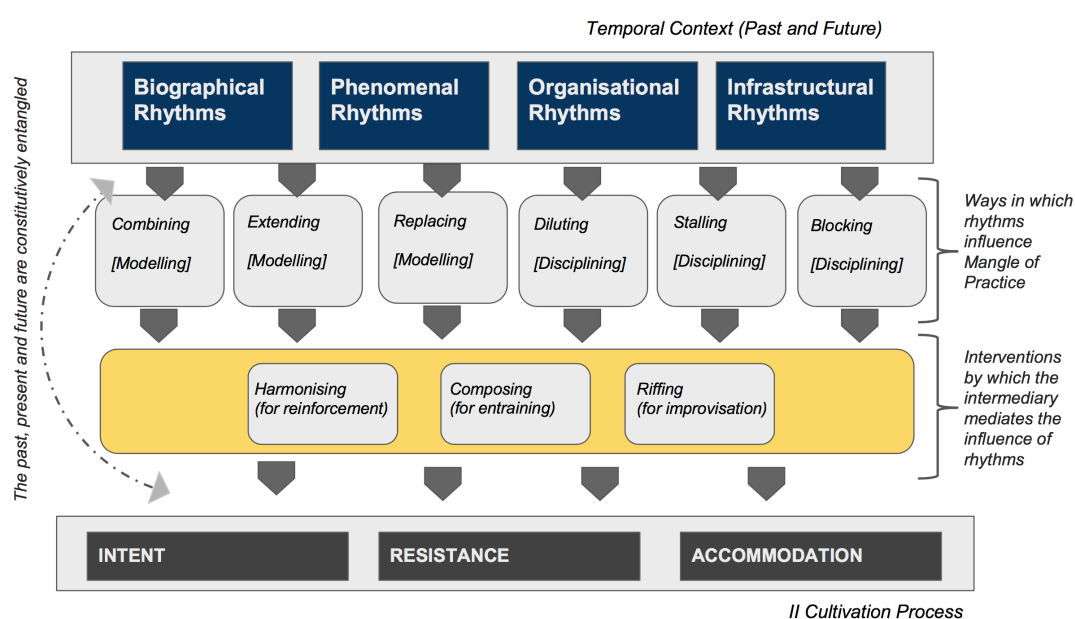 Temporal Context (Past and Future)
The past, present and future are constitutively entangled
Biographical
Rhythms
Phenomenal
Rhythms
Organisational
Rhythms
Infrastructural
Rhythms
Combining
[Modelling]
Extending
[Modelling]
Replacing
[Modelling]
Diluting
[Disciplining]
Stalling
[Disciplining]
Blocking
[Disciplining]
Ways in which
rhythms
influence
Mangle of
Practice
Harmonising
(for reinforcement)
Composing
(for entraining)
Riffing
(for improvisation)
Interventions
by which the
intermediary
mediates the
influence of
rhythms
INTENT
RESISTANCE
ACCOMMODATION
II Cultivation Process